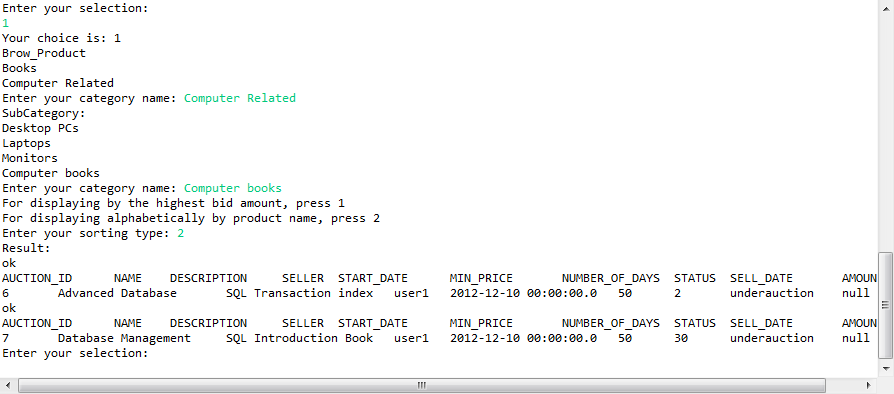 Enter your selection:
1
Your choice is: 1
Brow_Product
Books
Computer Related
Enter your category name: Computer Related
SubCategory:
Desktop PCs
Laptops
Monitors
Computer books
Enter your category name: Computer books
For displaying by the highest bid amount, press 1
For displaying alphabetically by product name, press 2
Enter your sorting type: 2
Result:
ok
AUCTION_ID NAME DESCRIPTION SELLER START_DATE MIN_PRICE NUMBER_OF_DAYS STATUS SELL_DATE AMOUN
6 Advanced Database SQL Transaction index user1 2012-12-10 00:00:00.0 50 2 underauction null
ok
AUCTION_ID NAME DESCRIPTION SELLER START_DATE MIN_PRICE NUMBER_OF_DAYS STATUS SELL_DATE AMOUN
7 Database Management SQL Introduction Book user1 2012-12-10 00:00:00.0 50 30 underauction null
Enter your selection: